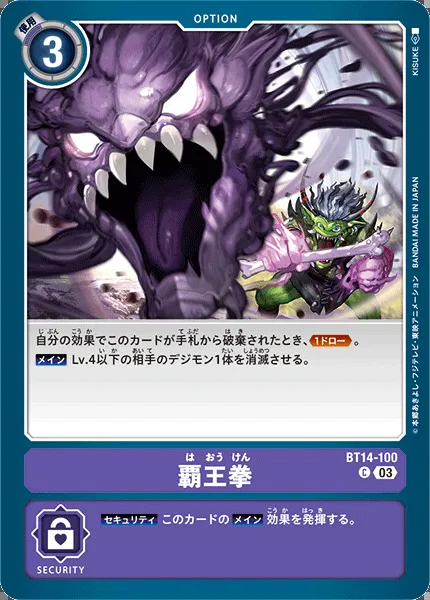 OPTION
使用
3
KISUKE
© 本郷あきよし・フジテレビ・東映アニメーション BANDAI MADE IN JAPAN
自分の効果でこのカードが手札から破棄されたとき、1ドロー。
メイン Lv.4以下の相手のデジモン1体を消滅させる。
はおうけん
覇王拳
BT14-100
C 03
セキュリティ このカードの メイン 効果を発揮する。
SECURITY